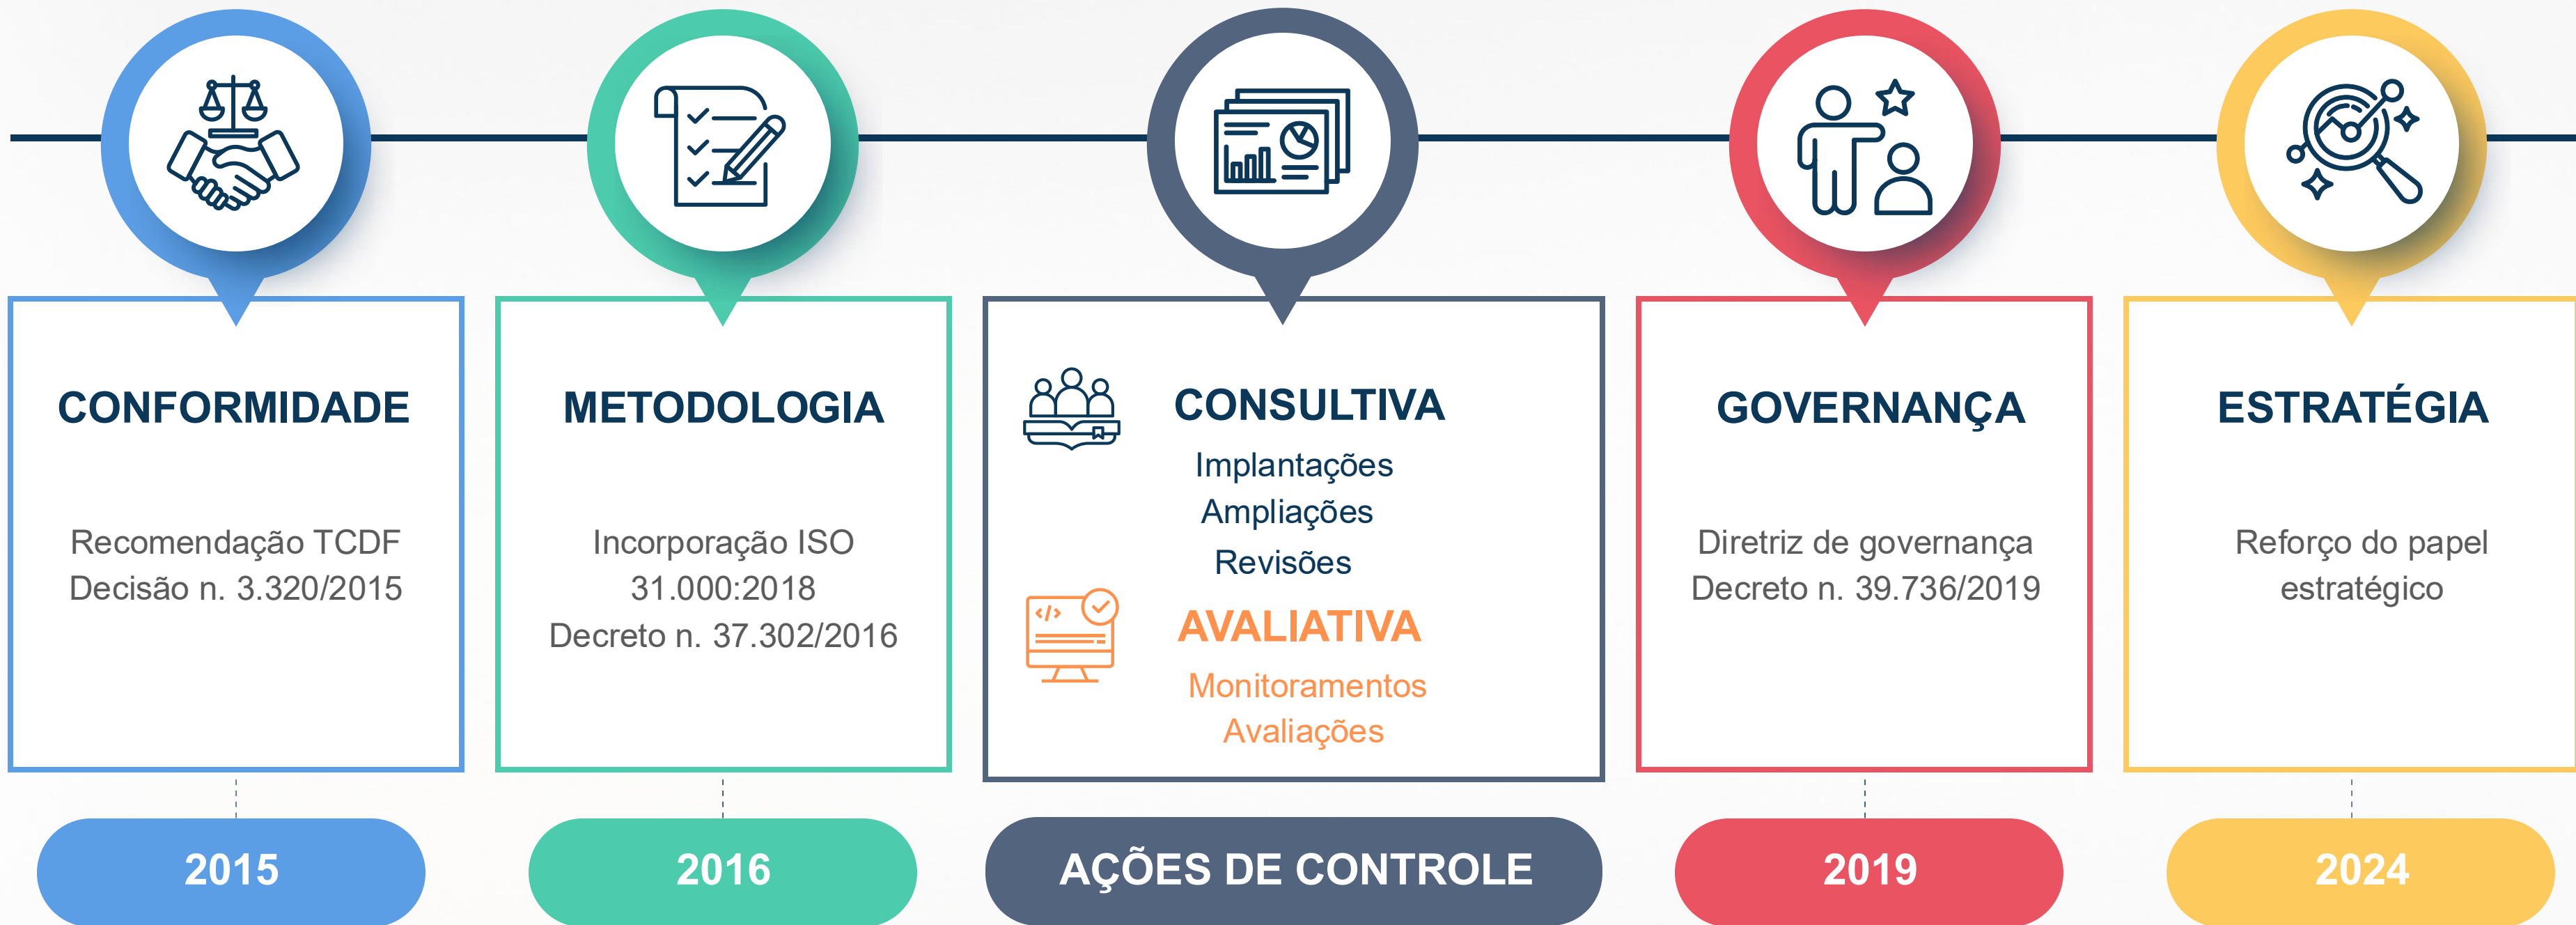 CONFORMIDADE
Recomendação TCDF
Decisão n. 3.320/2015
2015
METODOLOGIA
Incorporação ISO
31.000:2018
Decreto n. 37.302/2016
2016
CONSULTIVA
Implantações
Ampliações
Revisões
</>
AVALIATIVA
Monitoramentos
Avaliações
AÇÕES DE CONTROLE
GOVERNANÇA
Diretriz de governança
Decreto n. 39.736/2019
2019
ESTRATÉGIA
Reforço do papel
estratégico
2024